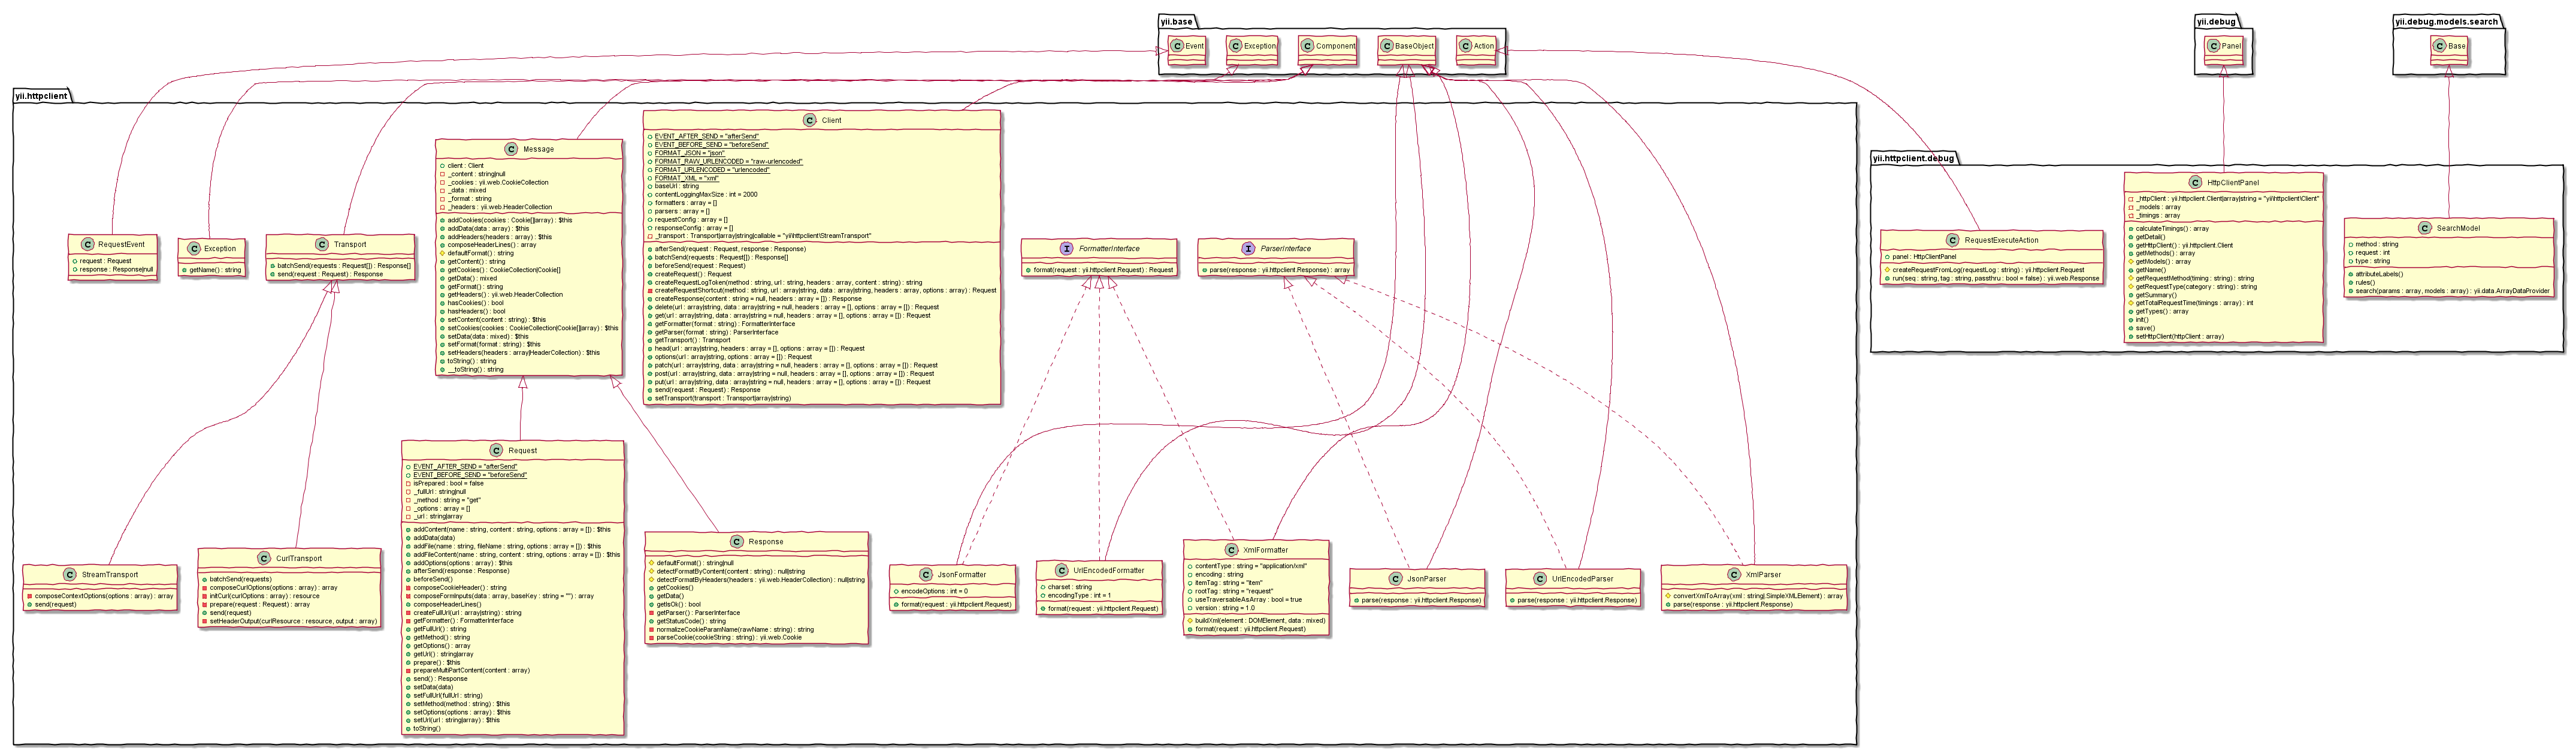 yii.base
Event
Exception
Component
BaseObject
Action
yii.debug
Panel
yii.debug.models.search
Base
yii.httpclient
RequestEvent
request : Request
response : Response|null
Exception
getName() : string
Transport
batchSend(requests : Request[]) : Response[]
send(request : Request) : Response
Message
client : Client
_content : string|null
_cookies : yii.web.CookieCollection
_data : mixed
_format : string
_headers : yii.web.HeaderCollection
addCookies(cookies : Cookie[]|array) : $this
addData(data : array) : $this
addHeaders(headers : array) : $this
composeHeaderLines() : array
defaultFormat() : string
getContent() : string
getCookies() : CookieCollection|Cookie[]
getData() : mixed
getFormat() : string
getHeaders() : yii.web.HeaderCollection
hasCookies() : bool
hasHeaders() : bool
setContent(content : string) : $this
setCookies(cookies : CookieCollection|Cookie[]|array) : $this
setData(data : mixed) : $this
setFormat(format : string) : $this
setHeaders(headers : array|HeaderCollection) : $this
toString() : string
__toString() : string
Client
EVENT_AFTER_SEND = "afterSend"
EVENT_BEFORE_SEND = "beforeSend"
FORMAT_JSON = "json"
FORMAT_RAW_URLENCODED = "raw-urlencoded"
FORMAT_URLENCODED = "urlencoded"
FORMAT_XML = "xml"
baseUrl : string
contentLoggingMaxSize : int = 2000
formatters : array = []
parsers : array = []
requestConfig : array = []
responseConfig : array = []
_transport : Transport|array|string|callable = "yii\httpclient\StreamTransport"
afterSend(request : Request, response : Response)
batchSend(requests : Request[]) : Response[]
beforeSend(request : Request)
createRequest() : Request
createRequestLogToken(method : string, url : string, headers : array, content : string) : string
createRequestShortcut(method : string, url : array|string, data : array|string, headers : array, options : array) : Request
createResponse(content : string = null, headers : array = []) : Response
delete(url : array|string, data : array|string = null, headers : array = [], options : array = []) : Request
get(url : array|string, data : array|string = null, headers : array = [], options : array = []) : Request
getFormatter(format : string) : FormatterInterface
getParser(format : string) : ParserInterface
getTransport() : Transport
head(url : array|string, headers : array = [], options : array = []) : Request
options(url : array|string, options : array = []) : Request
patch(url : array|string, data : array|string = null, headers : array = [], options : array = []) : Request
post(url : array|string, data : array|string = null, headers : array = [], options : array = []) : Request
put(url : array|string, data : array|string = null, headers : array = [], options : array = []) : Request
send(request : Request) : Response
setTransport(transport : Transport|array|string)
FormatterInterface
format(request : yii.httpclient.Request) : Request
ParserInterface
parse(response : yii.httpclient.Response) : array
StreamTransport
composeContextOptions(options : array) : array
send(request)
CurlTransport
batchSend(requests)
composeCurlOptions(options : array) : array
initCurl(curlOptions : array) : resource
prepare(request : Request) : array
send(request)
setHeaderOutput(curlResource : resource, output : array)
Request
EVENT_AFTER_SEND = "afterSend"
EVENT_BEFORE_SEND = "beforeSend"
isPrepared : bool = false
_fullUrl : string|null
_method : string = "get"
_options : array = []
_url : string|array
addContent(name : string, content : string, options : array = []) : $this
addData(data)
addFile(name : string, fileName : string, options : array = []) : $this
addFileContent(name : string, content : string, options : array = []) : $this
addOptions(options : array) : $this
afterSend(response : Response)
beforeSend()
composeCookieHeader() : string
composeFormInputs(data : array, baseKey : string = "") : array
composeHeaderLines()
createFullUrl(url : array|string) : string
getFormatter() : FormatterInterface
getFullUrl() : string
getMethod() : string
getOptions() : array
getUrl() : string|array
prepare() : $this
prepareMultiPartContent(content : array)
send() : Response
setData(data)
setFullUrl(fullUrl : string)
setMethod(method : string) : $this
setOptions(options : array) : $this
setUrl(url : string|array) : $this
toString()
Response
defaultFormat() : string|null
detectFormatByContent(content : string) : null|string
detectFormatByHeaders(headers : yii.web.HeaderCollection) : null|string
getCookies()
getData()
getIsOk() : bool
getParser() : ParserInterface
getStatusCode() : string
normalizeCookieParamName(rawName : string) : string
parseCookie(cookieString : string) : yii.web.Cookie
JsonFormatter
encodeOptions : int = 0
format(request : yii.httpclient.Request)
UrlEncodedFormatter
charset : string
encodingType : int = 1
format(request : yii.httpclient.Request)
XmlFormatter
contentType : string = "application/xml"
encoding : string
itemTag : string = "item"
rootTag : string = "request"
useTraversableAsArray : bool = true
version : string = 1.0
buildXml(element : DOMElement, data : mixed)
format(request : yii.httpclient.Request)
JsonParser
parse(response : yii.httpclient.Response)
UrlEncodedParser
parse(response : yii.httpclient.Response)
XmlParser
convertXmlToArray(xml : string|.SimpleXMLElement) : array
parse(response : yii.httpclient.Response)
yii.httpclient.debug
RequestExecuteAction
panel : HttpClientPanel
createRequestFromLog(requestLog : string) : yii.httpclient.Request
run(seq : string, tag : string, passthru : bool = false) : yii.web.Response
HttpClientPanel
_httpClient : yii.httpclient.Client|array|string = "yii\httpclient\Client"
_models : array
_timings : array
calculateTimings() : array
getDetail()
getHttpClient() : yii.httpclient.Client
getMethods() : array
getModels() : array
getName()
getRequestMethod(timing : string) : string
getRequestType(category : string) : string
getSummary()
getTotalRequestTime(timings : array) : int
getTypes() : array
init()
save()
setHttpClient(httpClient : array)
SearchModel
method : string
request : int
type : string
attributeLabels()
rules()
search(params : array, models : array) : yii.data.ArrayDataProvider